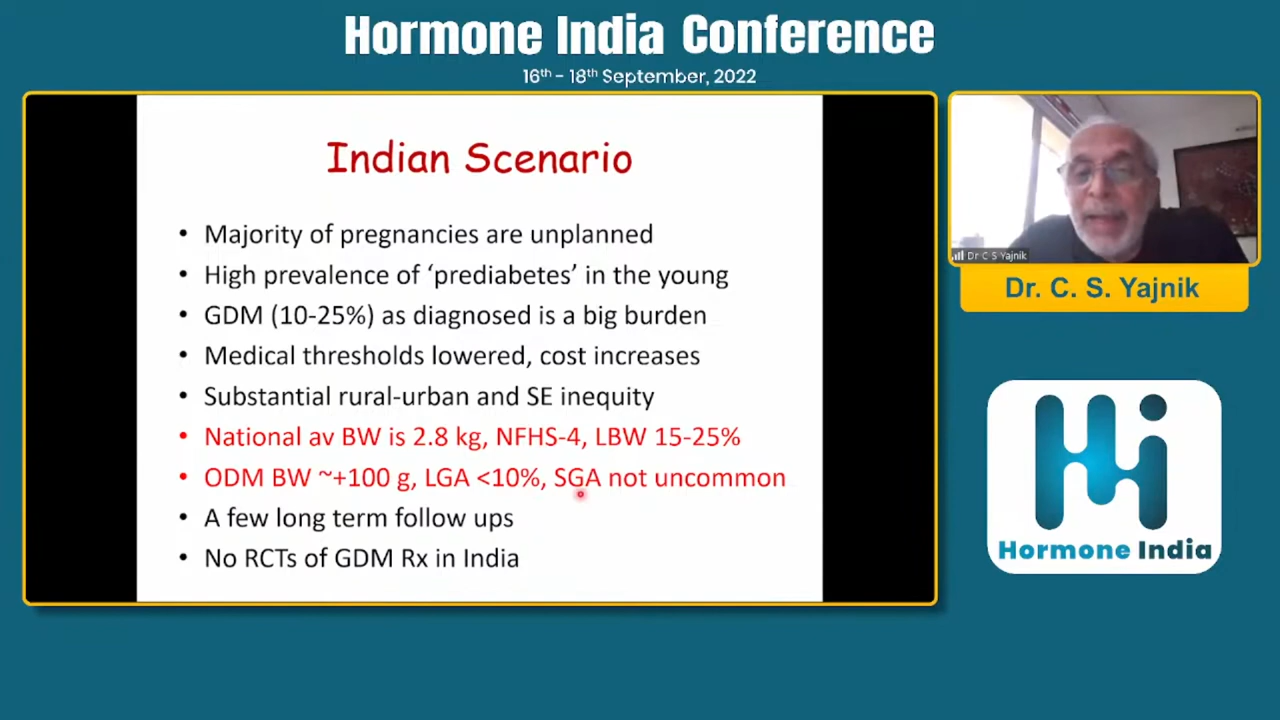 Hormone India Conference
16th - 18th September, 2022
Indian Scenario
• Majority of pregnancies are unplanned
• High prevalence of ‘prediabetes’ in the young
• GDM (10-25%) as diagnosed is a big burden
• Medical thresholds lowered, cost increases
• Substantial rural-urban and SE inequity
• National av BW is 2.8 kg, NFHS-4, LBW 15-25%
• ODM BW ~+100 g, LGA <10%, SGA not uncommon
• A few long term follow ups
• No RCTs of GDM Rx in India
Dr C S Yajnik
Dr. C. S. Yajnik
Hormone India